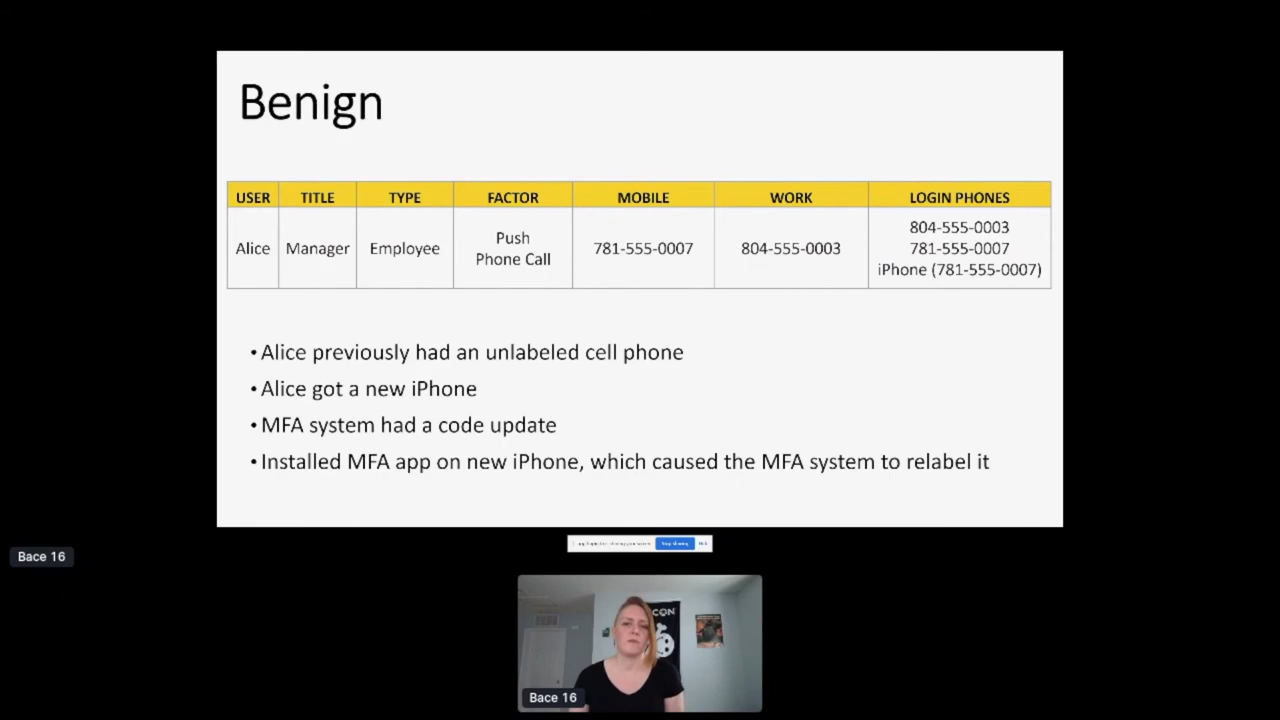 Benign
USER TITLE TYPE FACTOR MOBILE WORK LOGIN PHONES
Alice Manager Employee Push Phone Call 781-555-0007 804-555-0003 804-555-0003 781-555-0007 iPhone (781-555-0007)
• Alice previously had an unlabeled cell phone
• Alice got a new iPhone
• MFA system had a code update
• Installed MFA app on new iPhone, which caused the MFA system to relabel it
Stop sharing
Bace 16
CON
Bace 16